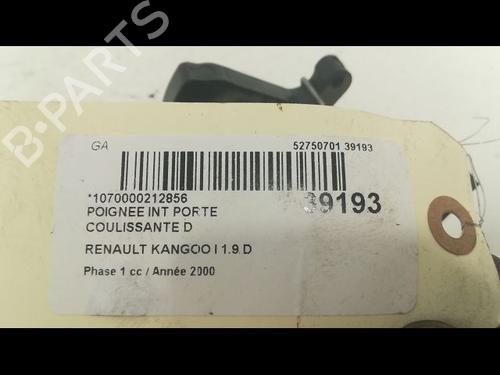 GA
52750701 39193
*1070000212856
39193
POIGNEE INT PORTE
COULISSANTE D
RENAULT KANGOO I 1.9 D
Phase 1 cc / Année 2000
B-PARTS